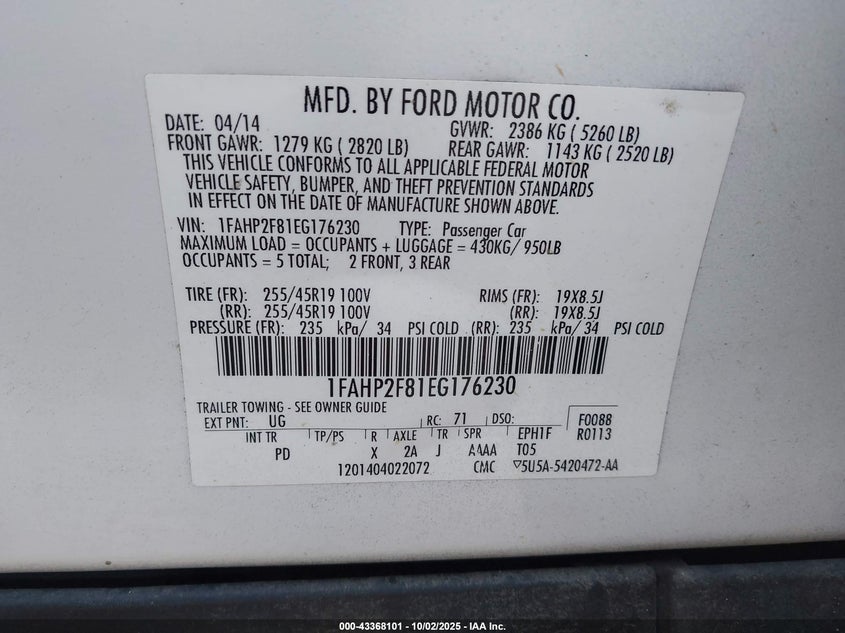 MFD. BY FORD MOTOR CO.
DATE: 04/14 GVWR: 2386 KG ( 5260 LB)
FRONT GAWR: 1279 KG ( 2820 LB) REAR GAWR: 1143 KG ( 2520 LB)
THIS VEHICLE CONFORMS TO ALL APPLICABLE FEDERAL MOTOR
VEHICLE SAFETY, BUMPER, AND THEFT PREVENTION STANDARDS
IN EFFECT ON THE DATE OF MANUFACTURE SHOWN ABOVE.
VIN: 1FAHP2F81EG176230 TYPE: Passenger Car
MAXIMUM LOAD = OCCUPANTS + LUGGAGE = 430KG/ 950LB
OCCUPANTS = 5 TOTAL; 2 FRONT, 3 REAR
TIRE (FR): 255/45R19 100V RIMS (FR): 19X8.5J
(RR): 255/45R19 100V (RR): 19X8.5J
PRESSURE (FR): 235 kPa/ 34 PSI COLD (RR): 235 kPa/ 34 PSI COLD
1FAHP2F81EG176230
TRAILER TOWING - SEE OWNER GUIDE
EXT PNT: UG RC: 71 DSO: F0088
INT TR TP/PS R AXLE TR SPR EPH1F R0113
PD X 2A J AAAA T05
1201404022072 CMC ▽5U5A-5420472-AA
000-43368101 - 10/02/2025 - IAA Inc.